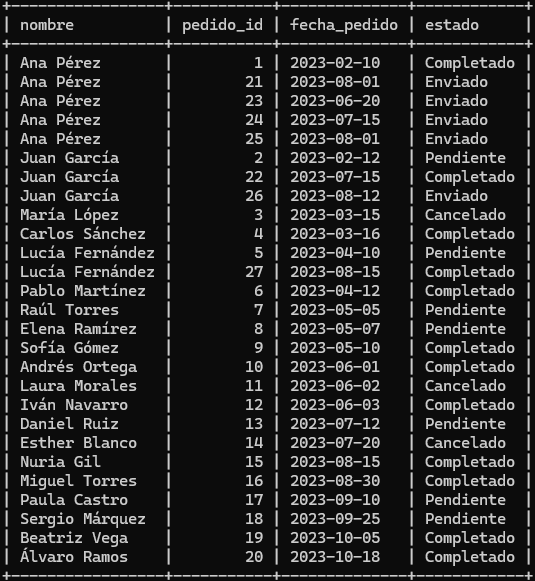 +-----------------+-----------+--------------+------------+
| nombre          | pedido_id | fecha_pedido | estado     |
+-----------------+-----------+--------------+------------+
| Ana Pérez       |         1 | 2023-02-10   | Completado |
| Ana Pérez       |        21 | 2023-08-01   | Enviado    |
| Ana Pérez       |        23 | 2023-06-20   | Enviado    |
| Ana Pérez       |        24 | 2023-07-15   | Enviado    |
| Ana Pérez       |        25 | 2023-08-01   | Enviado    |
| Juan García     |         2 | 2023-02-12   | Pendiente  |
| Juan García     |        22 | 2023-07-15   | Completado |
| Juan García     |        26 | 2023-08-12   | Enviado    |
| María López     |         3 | 2023-03-15   | Cancelado  |
| Carlos Sánchez  |         4 | 2023-03-16   | Completado |
| Lucía Fernández |         5 | 2023-04-10   | Pendiente  |
| Lucía Fernández |        27 | 2023-08-15   | Completado |
| Pablo Martínez  |         6 | 2023-04-12   | Completado |
| Raúl Torres     |         7 | 2023-05-05   | Pendiente  |
| Elena Ramírez   |         8 | 2023-05-07   | Pendiente  |
| Sofía Gómez     |         9 | 2023-05-10   | Completado |
| Andrés Ortega   |        10 | 2023-06-01   | Completado |
| Laura Morales   |        11 | 2023-06-02   | Cancelado  |
| Iván Navarro    |        12 | 2023-06-03   | Completado |
| Daniel Ruiz     |        13 | 2023-07-12   | Pendiente  |
| Esther Blanco   |        14 | 2023-07-20   | Cancelado  |
| Nuria Gil       |        15 | 2023-08-15   | Completado |
| Miguel Torres   |        16 | 2023-08-30   | Completado |
| Paula Castro    |        17 | 2023-09-10   | Pendiente  |
| Sergio Márquez  |        18 | 2023-09-25   | Pendiente  |
| Beatriz Vega    |        19 | 2023-10-05   | Completado |
| Álvaro Ramos    |        20 | 2023-10-18   | Completado |
+-----------------+-----------+--------------+------------+